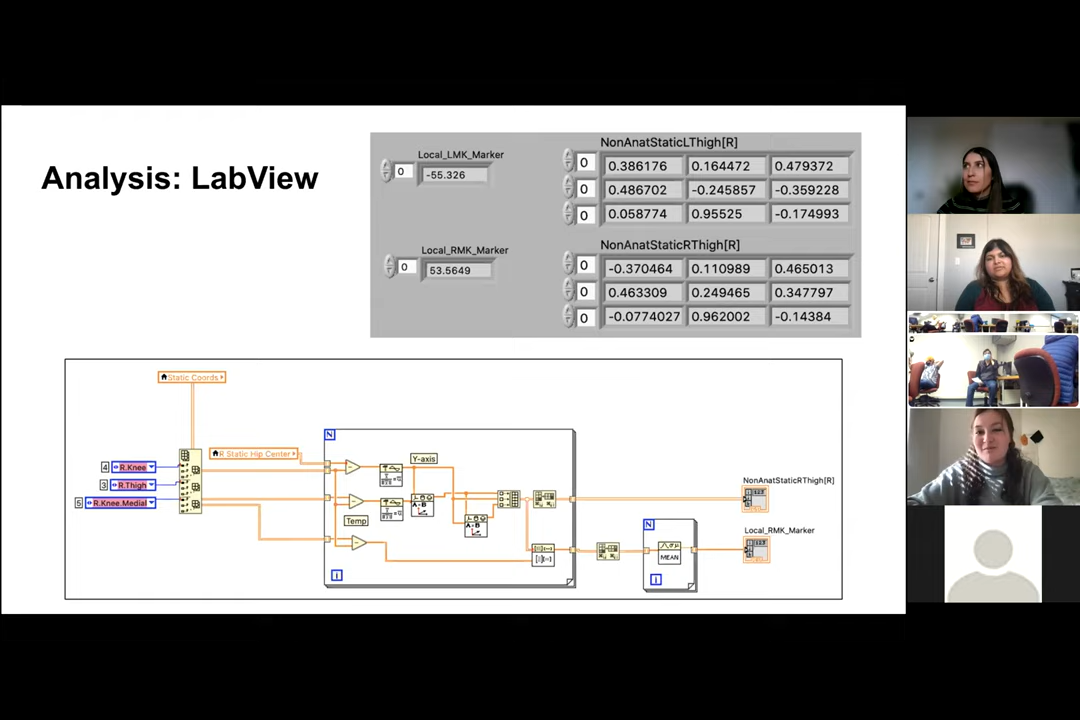 Analysis: LabView
Local_LMK_Marker
0
-55.326
NonAnatStaticLThigh[R]
0 0.386176 0.164472 0.479372
0 0.486702 -0.245857 -0.359228
0 0.058774 0.95525 -0.174993
Local_RMK_Marker
0
53.5649
NonAnatStaticRThigh[R]
0 -0.370464 0.110989 0.465013
0 0.463309 0.249465 0.347797
0 -0.0774027 0.962002 -0.14384
Static Coords
R Static Hip Center
4 R.Knee
3 R.Thigh
5 R.Knee.Medial
N
Y-axis
Temp
A-B
A-B
i
NonAnatStaticRThigh[R]
N
MEAN
i
Local_RMK_Marker